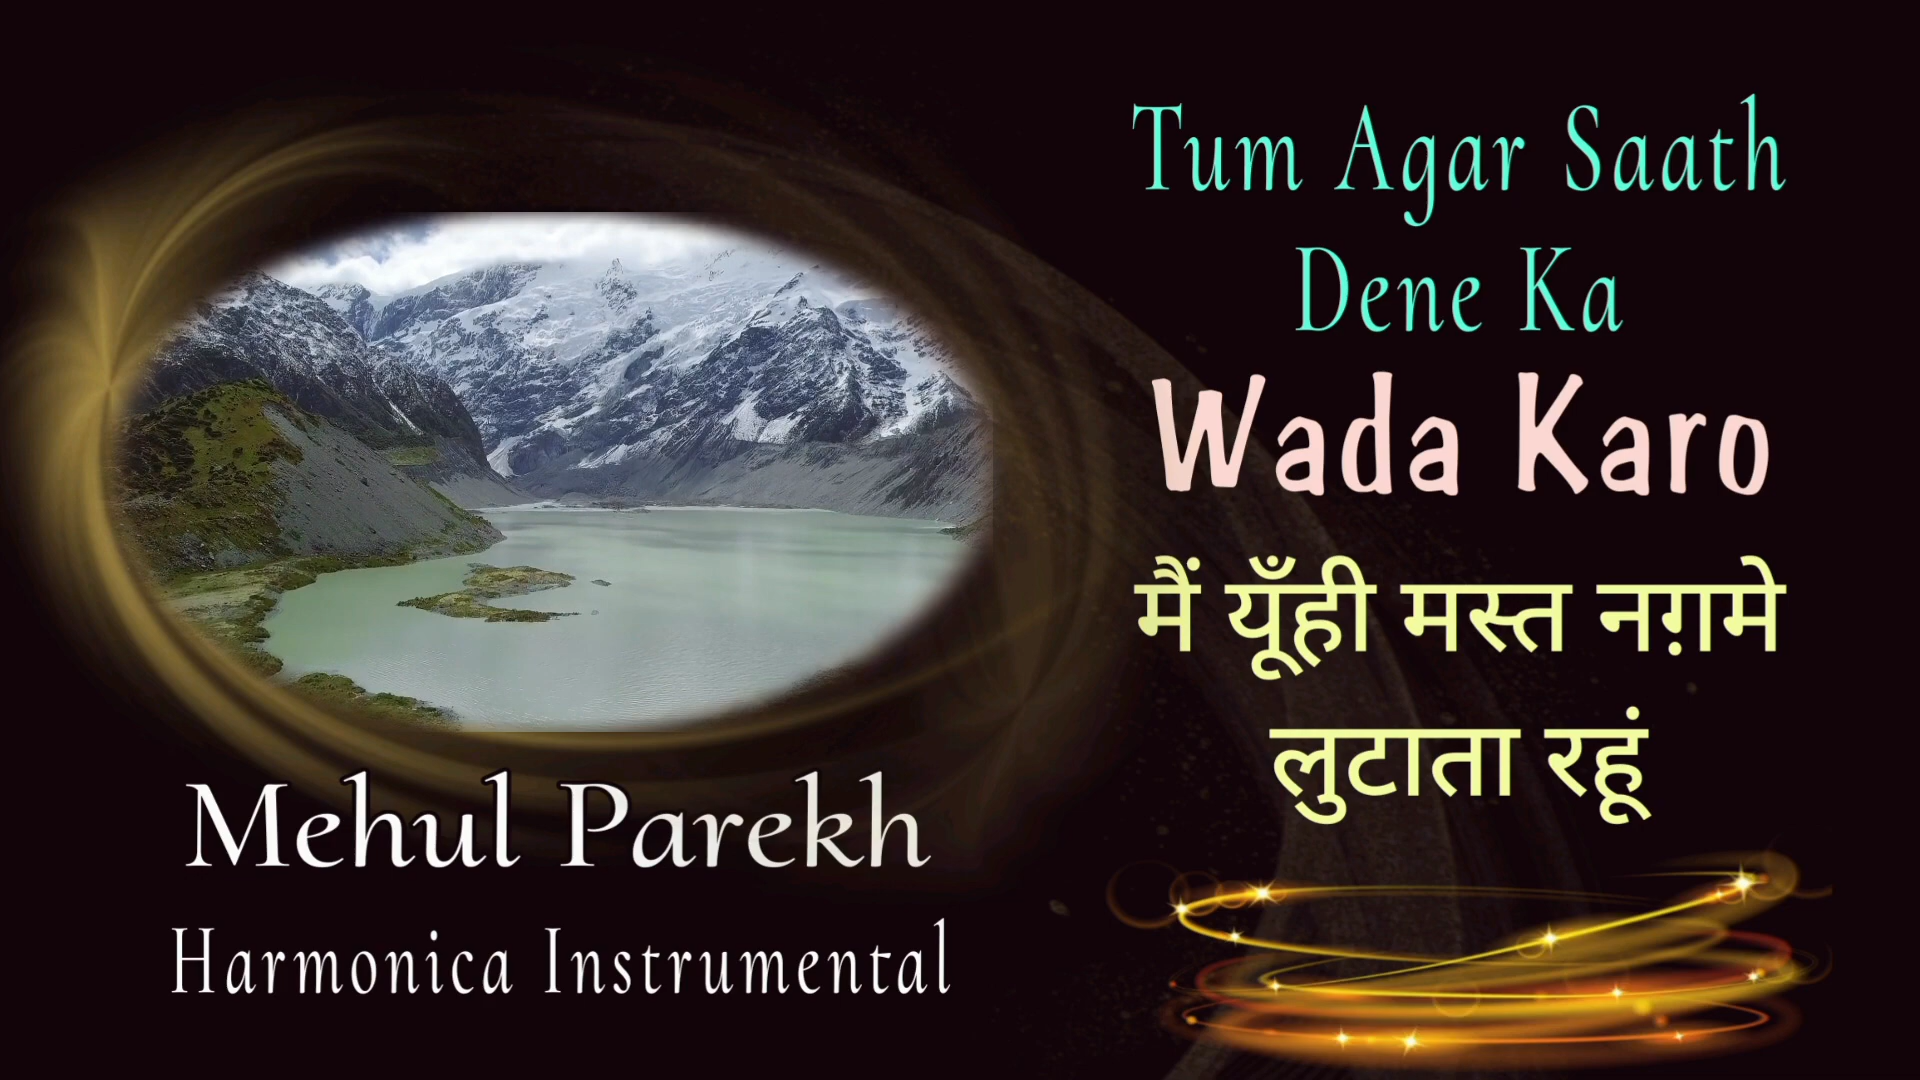 Tum Agar Saath
Dene Ka
Wada Karo
मैं यूँही मस्त नग़मे
लुटाता रहूं
Mehul Parekh
Harmonica Instrumental